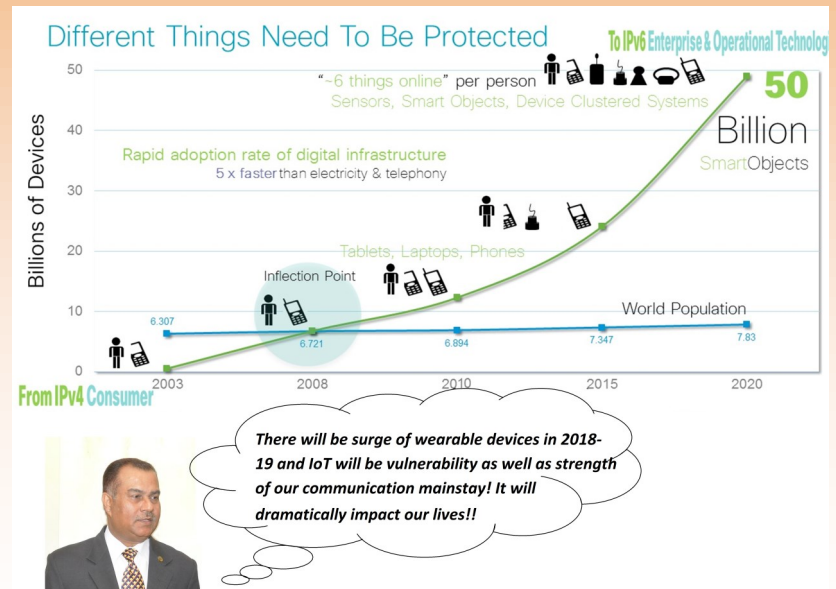 Different Things Need To Be Protected
To IPv6 Enterprise & Operational Technolog
50
"~6 things online" per person
Sensors, Smart Objects, Device Clustered Systems
50
Billion
SmartObjects
40
Rapid adoption rate of digital infrastructure
5 x faster than electricity & telephony
30
Billions of Devices
20
Tablets, Laptops, Phones
Inflection Point
10
World Population
6.307
6.721
6.894
7.347
7.83
0
2003
2008
2010
2015
2020
From IPv4 Consumer
There will be surge of wearable devices in 2018-
19 and IoT will be vulnerability as well as strength
of our communication mainstay! It will
dramatically impact our lives!!